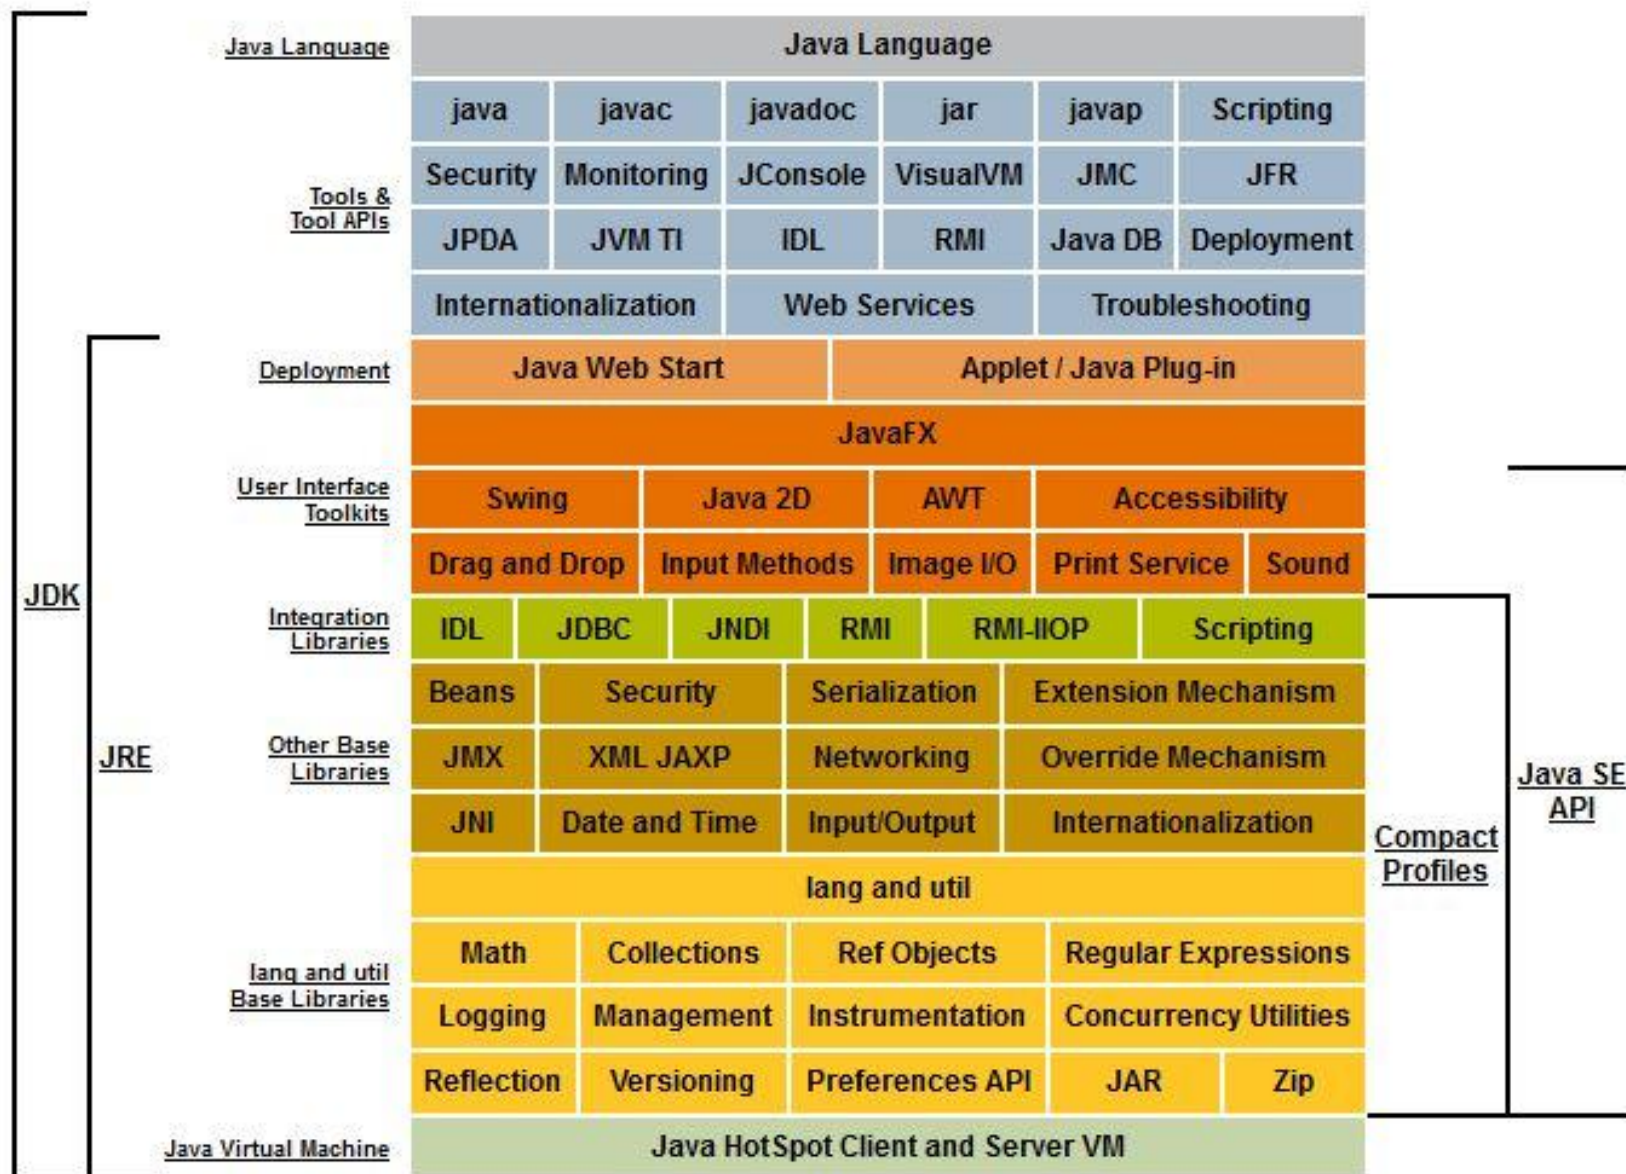 Java Language
Java Language
java javac javadoc jar javap Scripting
Security Monitoring JConsole VisualVM JMC JFR
Tools &
Tool APIs
JPDA JVM TI IDL RMI Java DB Deployment
Internationalization Web Services Troubleshooting
Deployment
Java Web Start Applet / Java Plug-in
JavaFX
User Interface
Toolkits
Swing Java 2D AWT Accessibility
Drag and Drop Input Methods Image I/O Print Service Sound
JDK
Integration
Libraries
IDL JDBC JNDI RMI RMI-IIOP Scripting
Beans Security Serialization Extension Mechanism
JRE
Other Base
Libraries
JMX XML JAXP Networking Override Mechanism
Java SE
API
JNI Date and Time Input/Output Internationalization
Compact
Profiles
lang and util
Math Collections Ref Objects Regular Expressions
lang and util
Base Libraries
Logging Management Instrumentation Concurrency Utilities
Reflection Versioning Preferences API JAR Zip
Java Virtual Machine
Java HotSpot Client and Server VM